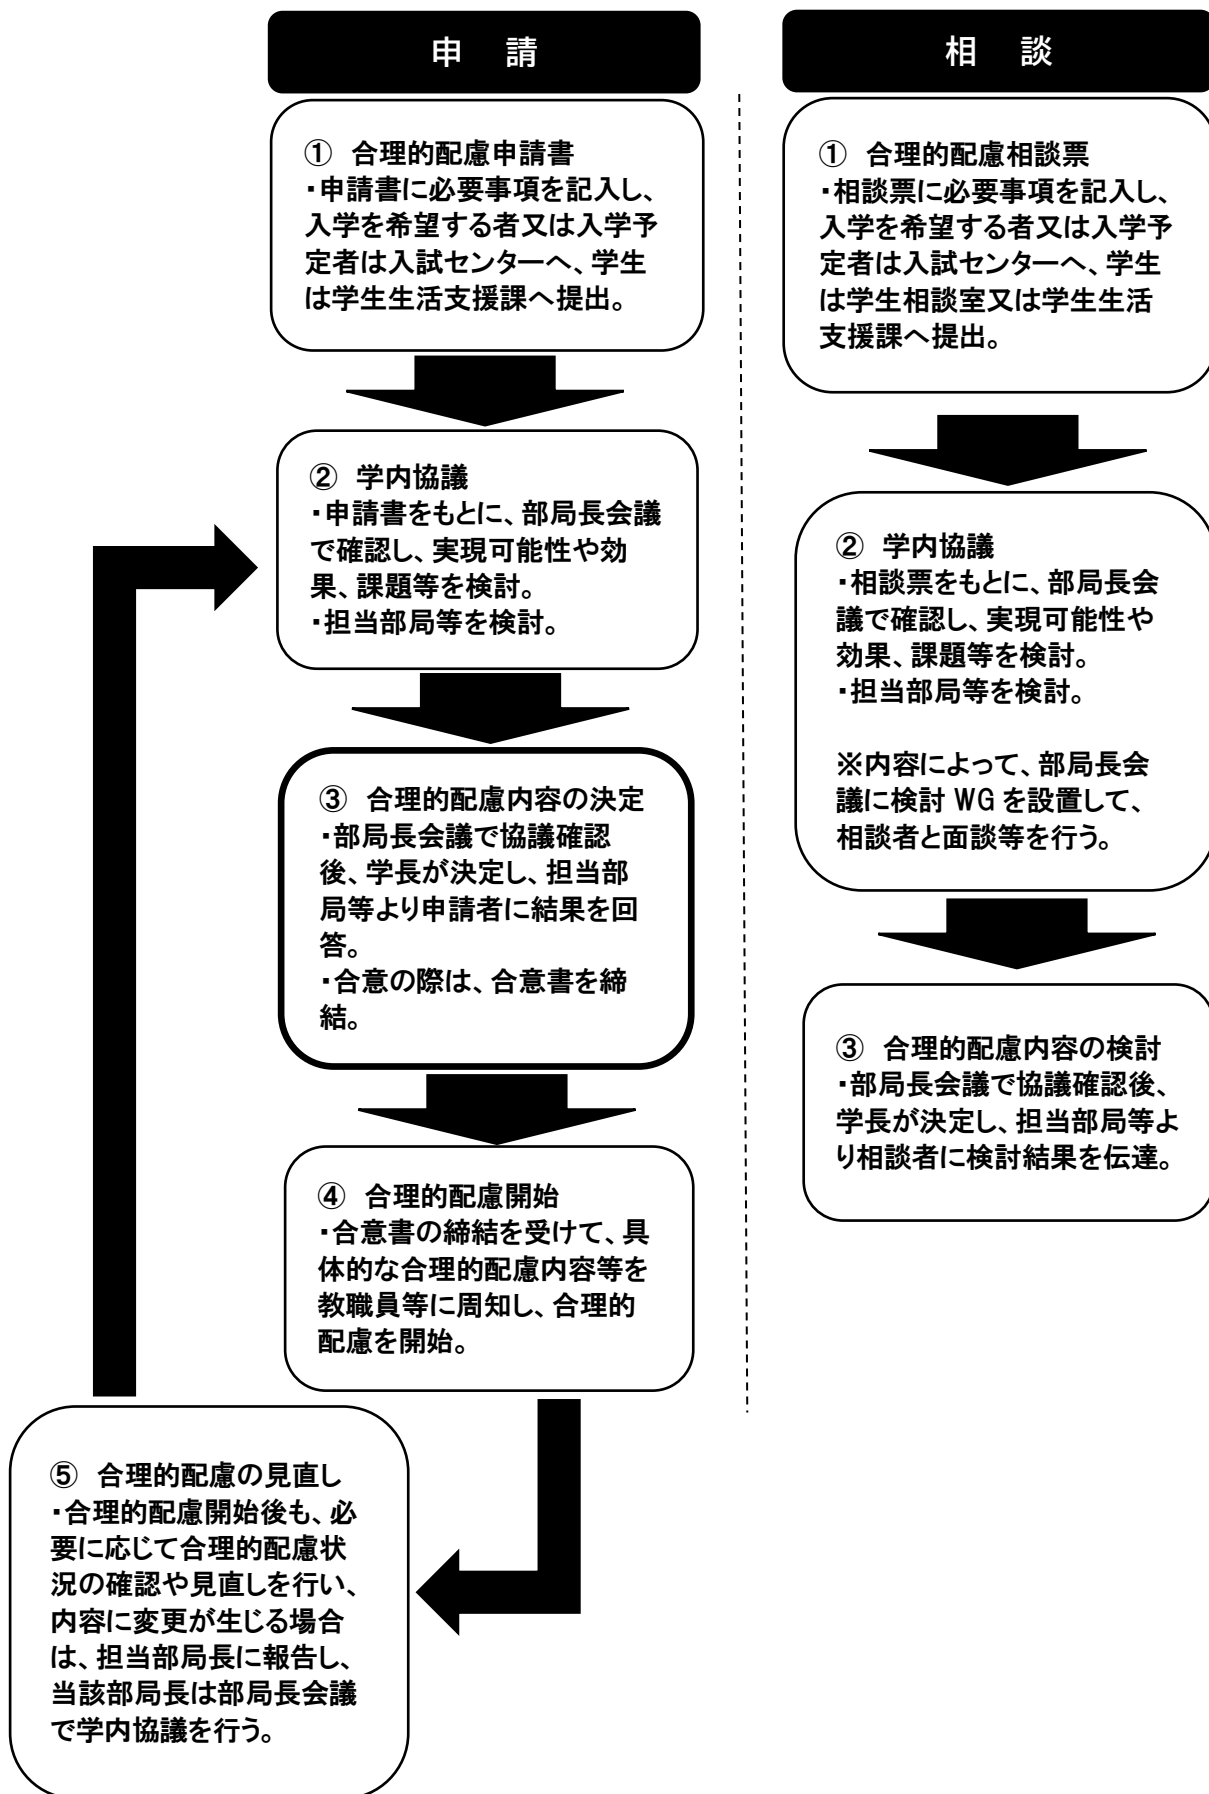 申　請
① 合理的配慮申請書
・申請書に必要事項を記入し、
入学を希望する者又は入学予
定者は入試センターへ、学生
は学生生活支援課へ提出。
② 学内協議
・申請書をもとに、部局長会議
で確認し、実現可能性や効
果、課題等を検討。
・担当部局等を検討。
③ 合理的配慮内容の決定
・部局長会議で協議確認
後、学長が決定し、担当部
局等より申請者に結果を回
答。
・合意の際は、合意書を締
結。
④ 合理的配慮開始
・合意書の締結を受けて、具
体的な合理的配慮内容等を
教職員等に周知し、合理的
配慮を開始。
⑤ 合理的配慮の見直し
・合理的配慮開始後も、必
要に応じて合理的配慮状
況の確認や見直しを行い、
内容に変更が生じる場合
は、担当部局長に報告し、
当該部局長は部局長会議
で学内協議を行う。
相　談
① 合理的配慮相談票
・相談票に必要事項を記入し、
入学を希望する者又は入学予
定者は入試センターへ、学生
は学生相談室又は学生生活
支援課へ提出。
② 学内協議
・相談票をもとに、部局長会
議で確認し、実現可能性や
効果、課題等を検討。
・担当部局等を検討。
※内容によって、部局長会
議に検討 WG を設置して、
相談者と面談等を行う。
③ 合理的配慮内容の検討
・部局長会議で協議確認後、
学長が決定し、担当部局等よ
り相談者に検討結果を伝達。